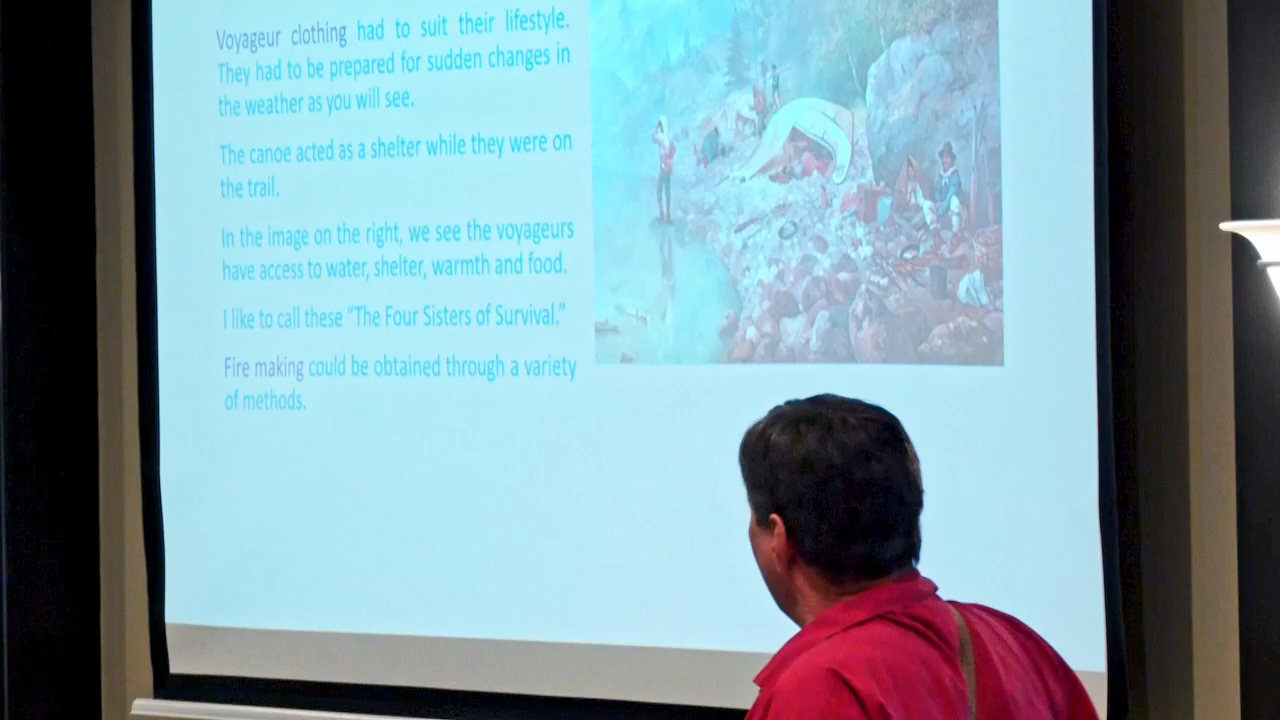 Voyageur clothing had to suit their lifestyle.
They had to be prepared for sudden changes in
the weather as you will see.
The canoe acted as a shelter while they were on
the trail.
In the image on the right, we see the voyageurs
have access to water, shelter, warmth and food.
I like to call these “The Four Sisters of Survival.”
Fire making could be obtained through a variety
of methods.